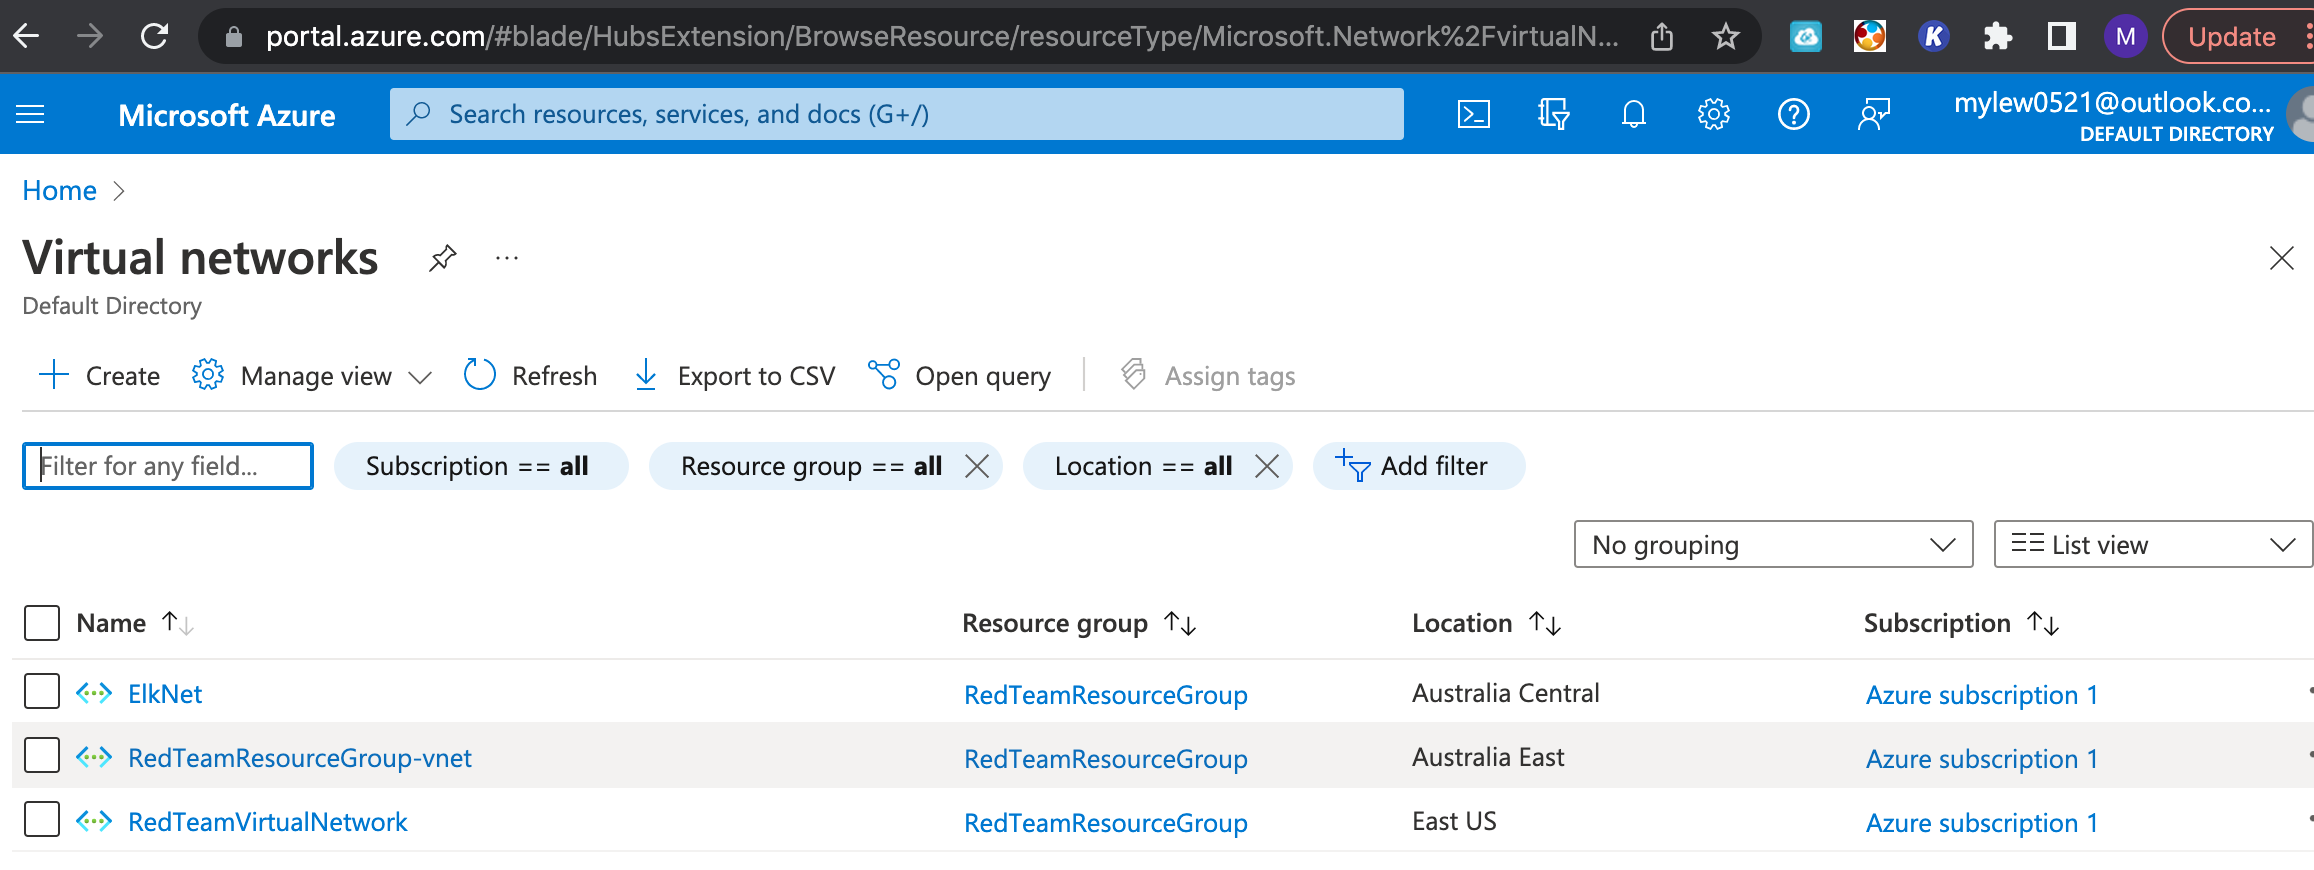 portal.azure.com/#blade/HubsExtension/BrowseResource/resourceType/Microsoft.Network%2FvirtualN... K M Update
Microsoft Azure Search resources, services, and docs (G+/) mylew0521@outlook.co...
DEFAULT DIRECTORY
Home
Virtual networks ...
Default Directory
Create Manage view Refresh Export to CSV Open query Assign tags
Filter for any field... Subscription == all Resource group == all Location == all Add filter
No grouping List view
Name Resource group Location Subscription
ElkNet RedTeamResourceGroup Australia Central Azure subscription 1
RedTeamResourceGroup-vnet RedTeamResourceGroup Australia East Azure subscription 1
RedTeamVirtualNetwork RedTeamResourceGroup East US Azure subscription 1